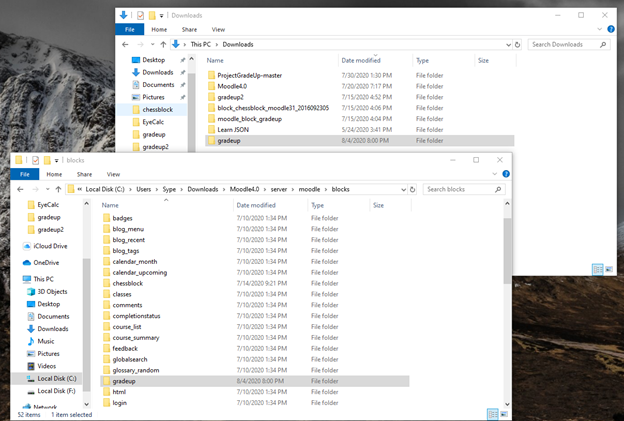 Downloads
File Home Share View
This PC Downloads Search Downloads
Desktop
Downloads
Documents
Pictures
chessblock
EyeCalc
gradeup
gradeup2
Name Date modified Type Size
ProjectGradeUp-master 7/30/2020 1:30 PM File folder
Moodle4.0 7/20/2020 7:17 PM File folder
gradeup2 7/15/2020 4:52 PM File folder
block_chessblock_moodle31_2016092305 7/15/2020 4:06 PM File folder
moodle_block_gradeup 7/15/2020 4:04 PM File folder
Learn JSON 5/24/2020 3:41 PM File folder
gradeup 8/4/2020 8:00 PM File folder
blocks
File Home Share View
« Local Disk (C:) Users Sype Downloads Moodle4.0 server moodle blocks Search blocks
EyeCalc
gradeup
gradeup2
iCloud Drive
OneDrive
This PC
3D Objects
Desktop
Documents
Downloads
Music
Pictures
Videos
Local Disk (C:)
Local Disk (F:)
Network
Name Date modified Type Size
badges 7/10/2020 1:34 PM File folder
blog_menu 7/10/2020 1:34 PM File folder
blog_recent 7/10/2020 1:34 PM File folder
blog_tags 7/10/2020 1:34 PM File folder
calendar_month 7/10/2020 1:34 PM File folder
calendar_upcoming 7/10/2020 1:34 PM File folder
chessblock 7/14/2020 9:21 PM File folder
classes 7/10/2020 1:34 PM File folder
comments 7/10/2020 1:34 PM File folder
completionstatus 7/10/2020 1:34 PM File folder
course_list 7/10/2020 1:34 PM File folder
course_summary 7/10/2020 1:34 PM File folder
feedback 7/10/2020 1:34 PM File folder
globalsearch 7/10/2020 1:34 PM File folder
glossary_random 7/10/2020 1:34 PM File folder
gradeup 8/4/2020 8:00 PM File folder
html 7/10/2020 1:34 PM File folder
login 7/10/2020 1:34 PM File folder
52 items 1 item selected